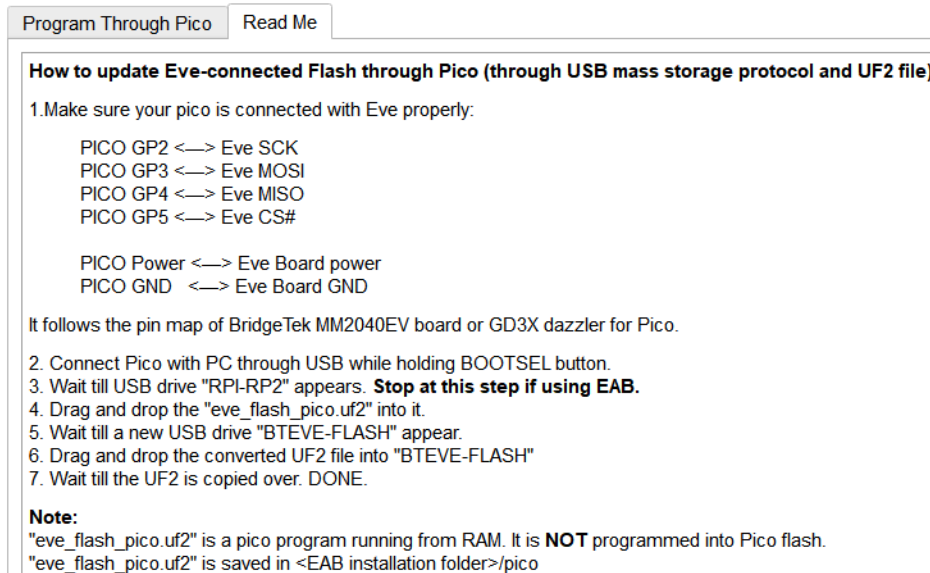 Program Through Pico
Read Me
How to update Eve-connected Flash through Pico (through USB mass storage protocol and UF2 file)
1.Make sure your pico is connected with Eve properly:
PICO GP2 <—> Eve SCK
PICO GP3 <—> Eve MOSI
PICO GP4 <—> Eve MISO
PICO GP5 <—> Eve CS#
PICO Power <—> Eve Board power
PICO GND <—> Eve Board GND
It follows the pin map of BridgeTek MM2040EV board or GD3X dazzler for Pico.
2. Connect Pico with PC through USB while holding BOOTSEL button.
3. Wait till USB drive "RPI-RP2" appears. Stop at this step if using EAB.
4. Drag and drop the "eve_flash_pico.uf2" into it.
5. Wait till a new USB drive "BTEVE-FLASH" appear.
6. Drag and drop the converted UF2 file into "BTEVE-FLASH"
7. Wait till the UF2 is copied over. DONE.
Note:
"eve_flash_pico.uf2" is a pico program running from RAM. It is NOT programmed into Pico flash.
"eve_flash_pico.uf2" is saved in <EAB installation folder>/pico